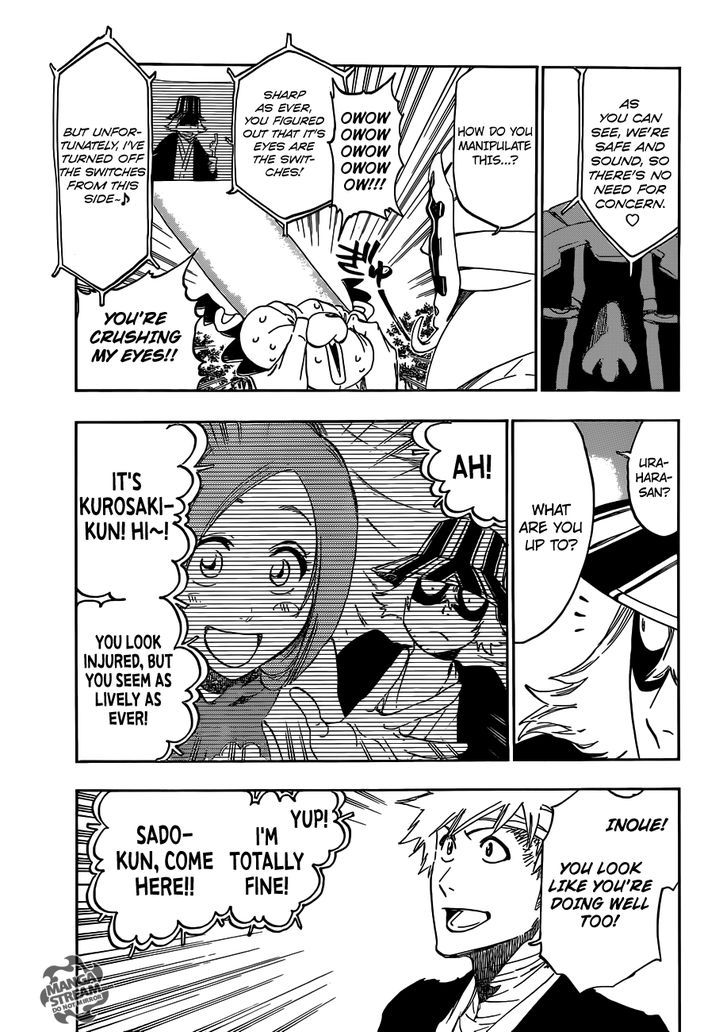 AS
YOU CAN
SEE, WE'RE
SAFE AND
SOUND, SO
THERE'S NO
NEED FOR
CONCERN.
♡
HOW DO YOU
MANIPULATE
THIS...?
OWOW
OWOW
OWOW
OWOW
OW!!!
SHARP
AS EVER,
YOU FIGURED
OUT THAT IT'S
EYES ARE
THE SWIT-
CHES!
BUT UNFOR-
TUNATELY, I'VE
TURNED OFF
THE SWITCHES
FROM THIS
SIDE~♪
YOU'RE
CRUSHING
MY EYES!!
URA-
HARA-
SAN?
WHAT
ARE YOU
UP TO?
AH!
IT'S
KUROSAKI-
KUN! HI~!
YOU LOOK
INJURED, BUT
YOU SEEM AS
LIVELY AS
EVER!
INOUE!
YOU LOOK
LIKE YOU'RE
DOING WELL
TOO!
YUP!
I'M
TOTALLY
FINE!
SADO-
KUN, COME
HERE!!
MANGA
STREAM
DO NOT MIRROR